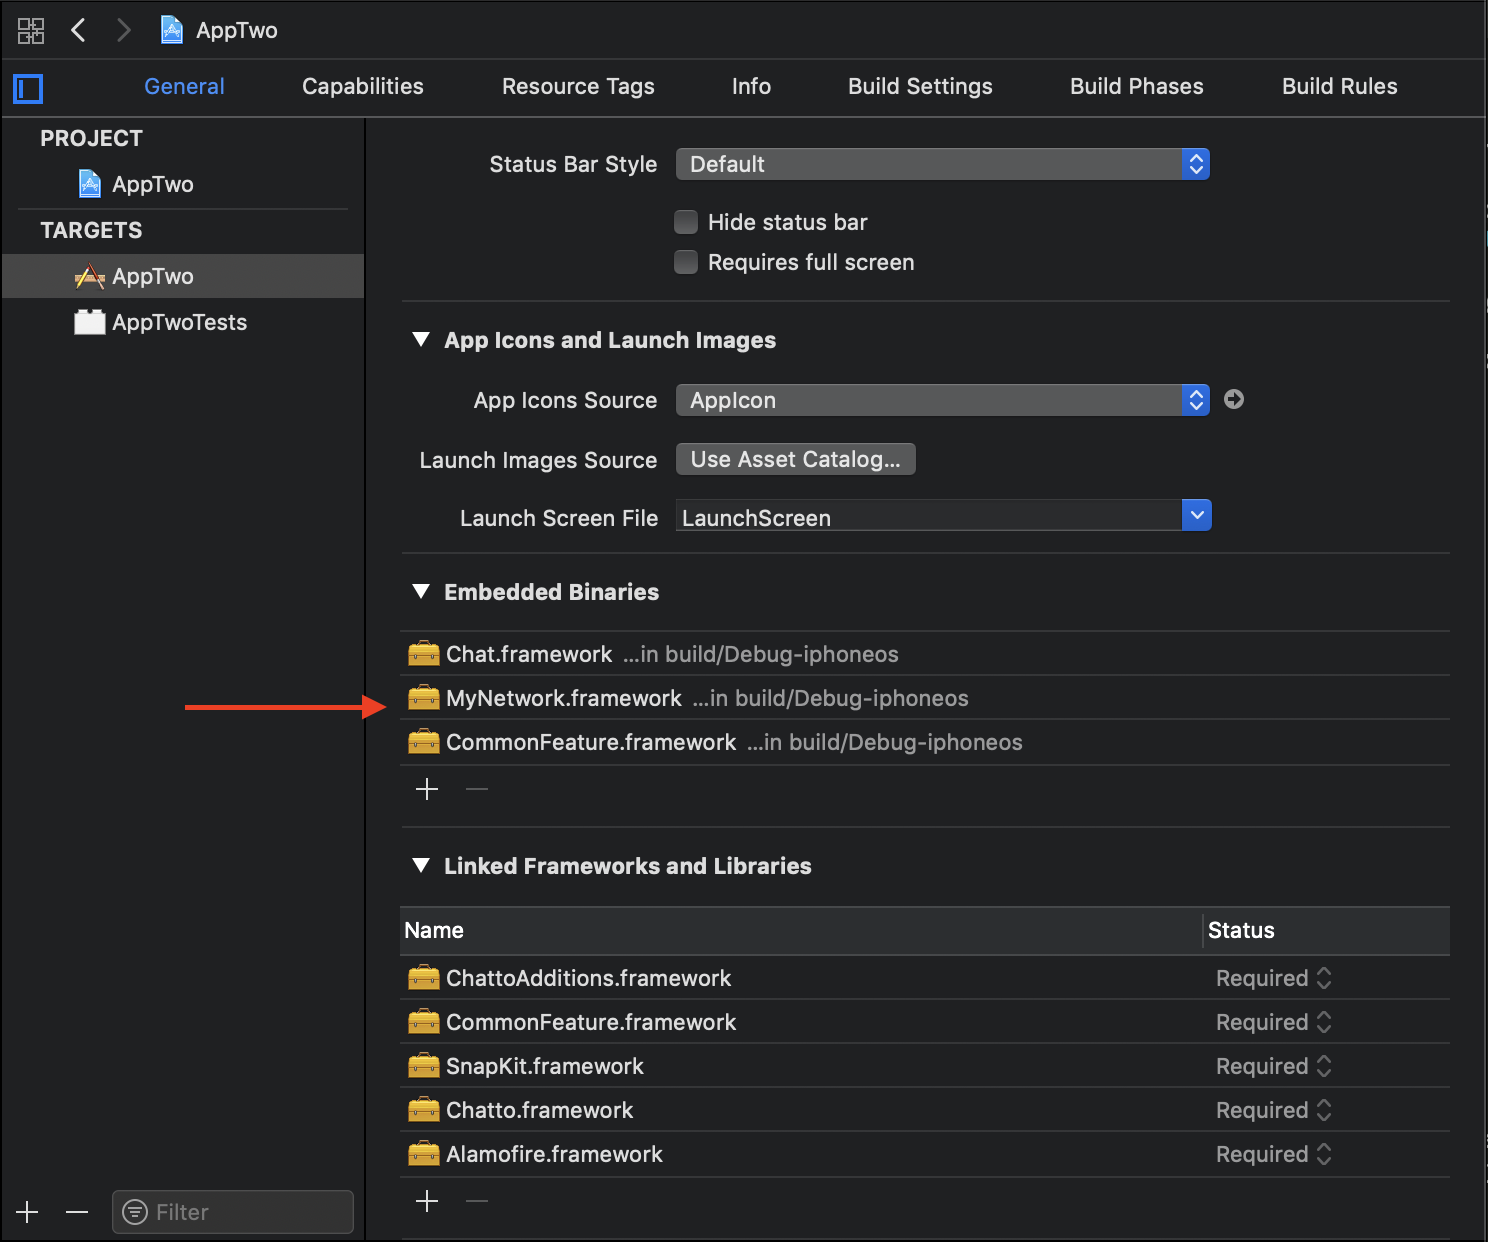 AppTwo
General Capabilities Resource Tags Info Build Settings Build Phases Build Rules
PROJECT
AppTwo
TARGETS
AppTwo
AppTwoTests
Status Bar Style Default
Hide status bar
Requires full screen
App Icons and Launch Images
App Icons Source AppIcon
Launch Images Source Use Asset Catalog...
Launch Screen File LaunchScreen
Embedded Binaries
Chat.framework ...in build/Debug-iphoneos
MyNetwork.framework ...in build/Debug-iphoneos
CommonFeature.framework ...in build/Debug-iphoneos
Linked Frameworks and Libraries
Name Status
ChattoAdditions.framework Required
CommonFeature.framework Required
SnapKit.framework Required
Chatto.framework Required
Alamofire.framework Required
Filter